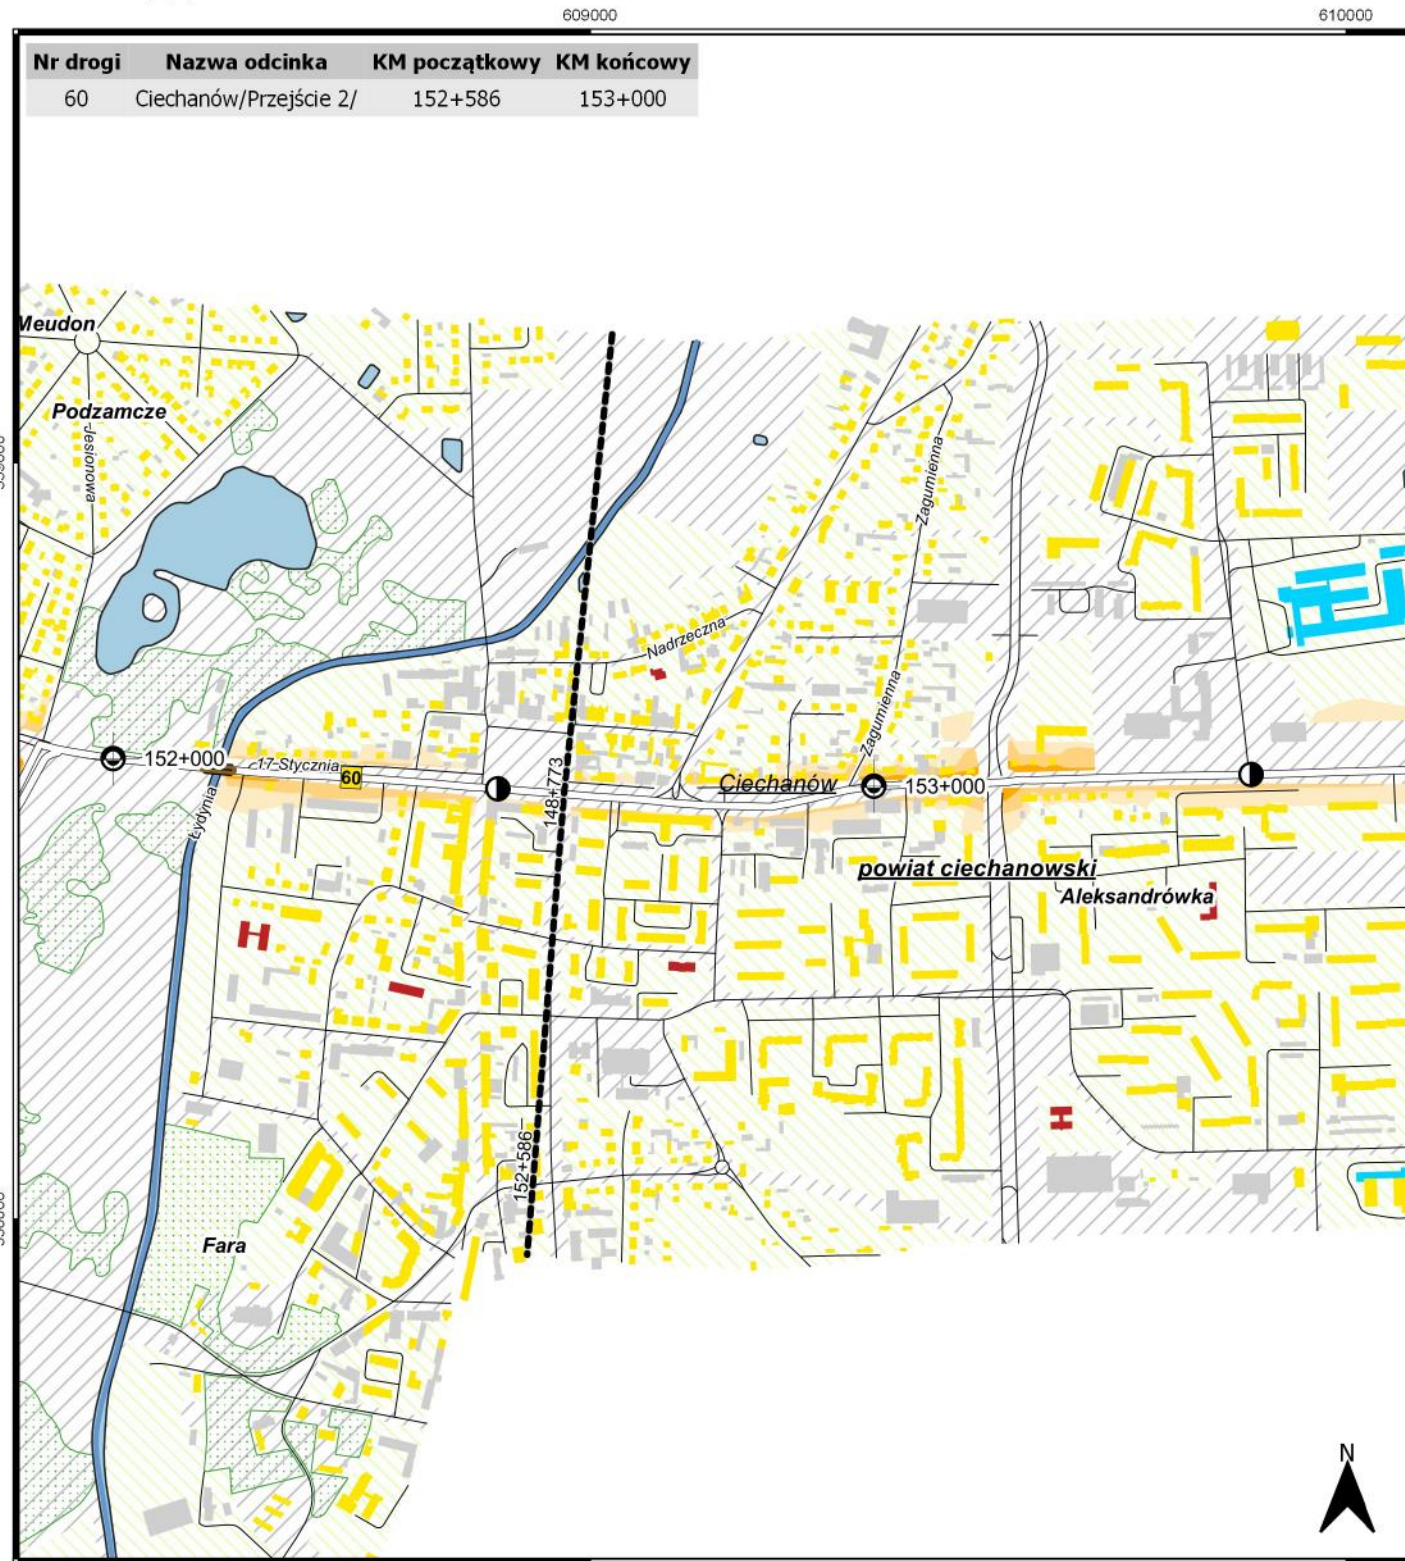 609000
610000
Nr drogi Nazwa odcinka KM początkowy KM końcowy
60 Ciechanów/Przejście 2/ 152+586 153+000
Meudon
Podzamcze
Jesionowa
Zagumienna
Nadrzeczna
Zagumienna
152+000
17 Stycznia
60
148+773
Ciechanów
153+000
Łydynia
powiat ciechanowski
Aleksandrówka
152+586
Fara
N